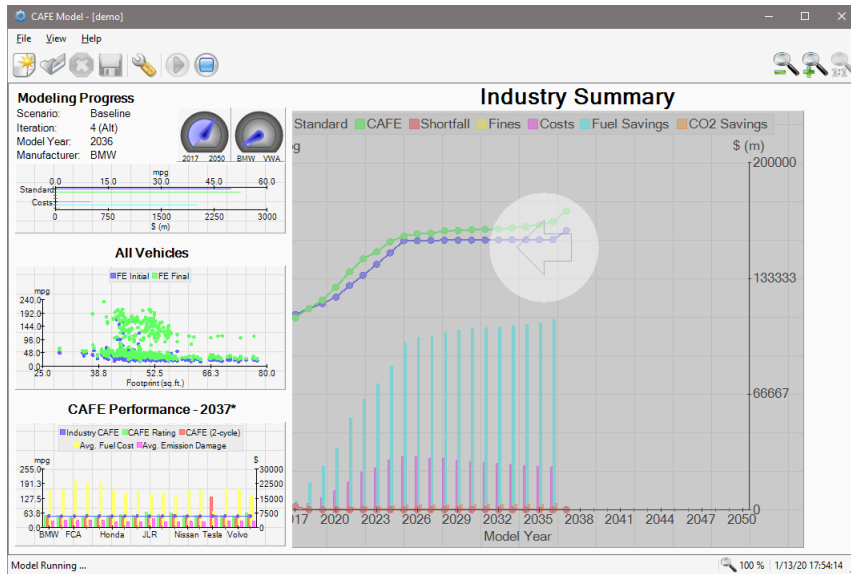 CAFE Model - [demo]
File View Help
Modeling Progress
Scenario: Baseline
Iteration: 4 (Alt)
Model Year: 2036
Manufacturer: BMW
2017 2050
BMW VWA
mpg
0.0 15.0 30.0 45.0 60.0
Standard
Costs
0 750 1500 2250 3000
$ (m)
All Vehicles
FE Initial FE Final
mpg
240.0
192.0
144.0
96.0
48.0
0.0
25.0 38.8 52.5 66.3 80.0
Footprint (sq.ft.)
CAFE Performance - 2037*
Industry CAFE CAFE Rating CAFE (2-cycle)
Avg. Fuel Cost Avg. Emission Damage
mpg $
255.0 30000
191.3 22500
127.5 15000
63.8 7500
0.0 0
BMW FCA Honda JLR Nissan Tesla Volvo
Industry Summary
Standard CAFE Shortfall Fines Costs Fuel Savings CO2 Savings
$ (m)
200000
133333
66667
0
2020 2023 2026 2029 2032 2035 2038 2041 2044 2047 2050
Model Year
Model Running ...
100 % 1/13/20 17:54:14